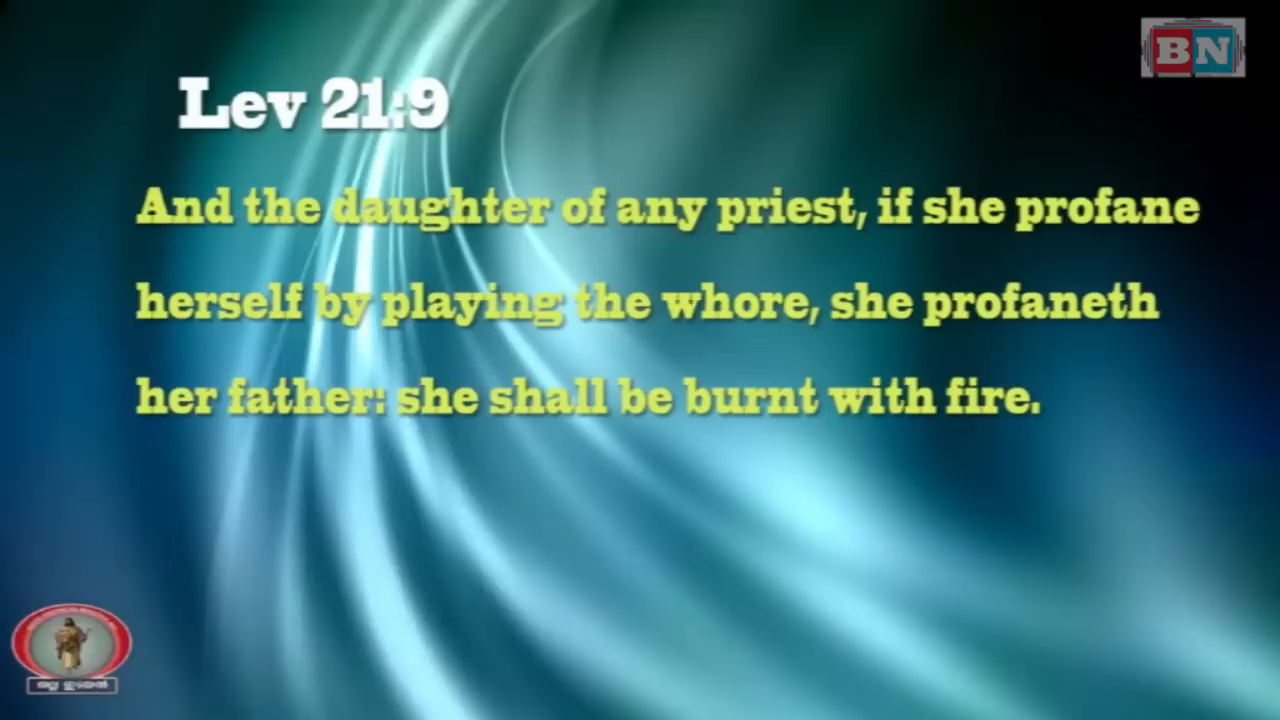 BN
Lev 21:9
And the daughter of any priest, if she profane
herself by playing the whore, she profaneth
her father: she shall be burnt with fire.